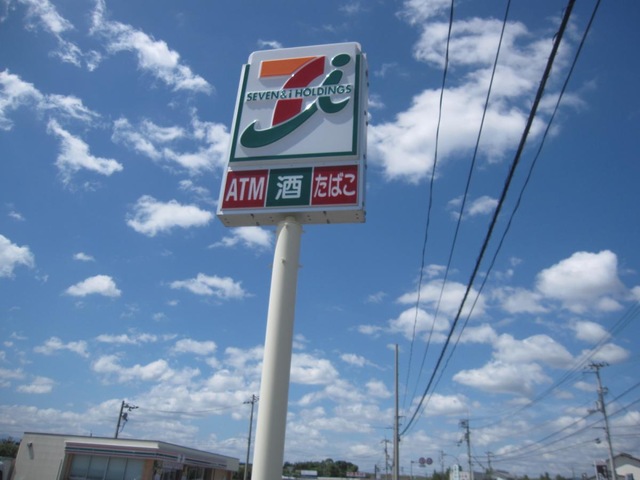 SEVEN & i HOLDINGS
ATM 酒 たばこ